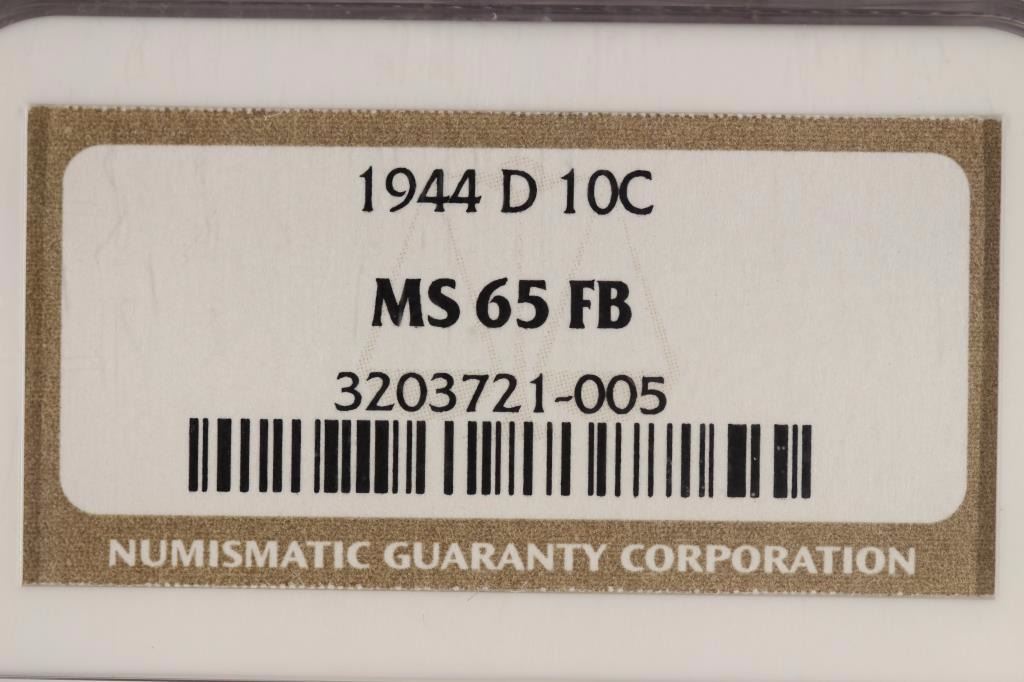 1944 D 10C
MS 65 FB
3203721-005
NUMISMATIC GUARANTY CORPORATION